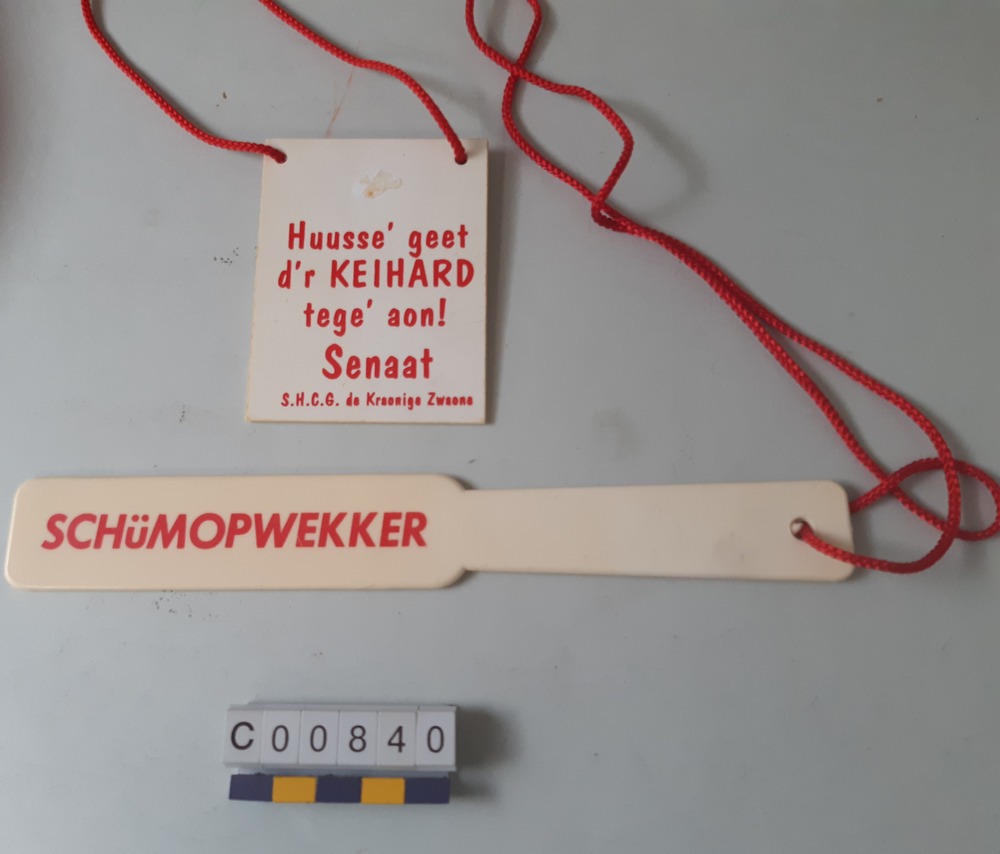 Huusse' geet
d'r KEIHARD
tege' aon!
Senaat
S.H.C.G. de Kraonige Zwaone
SCHüMOPWEKKER
C00840